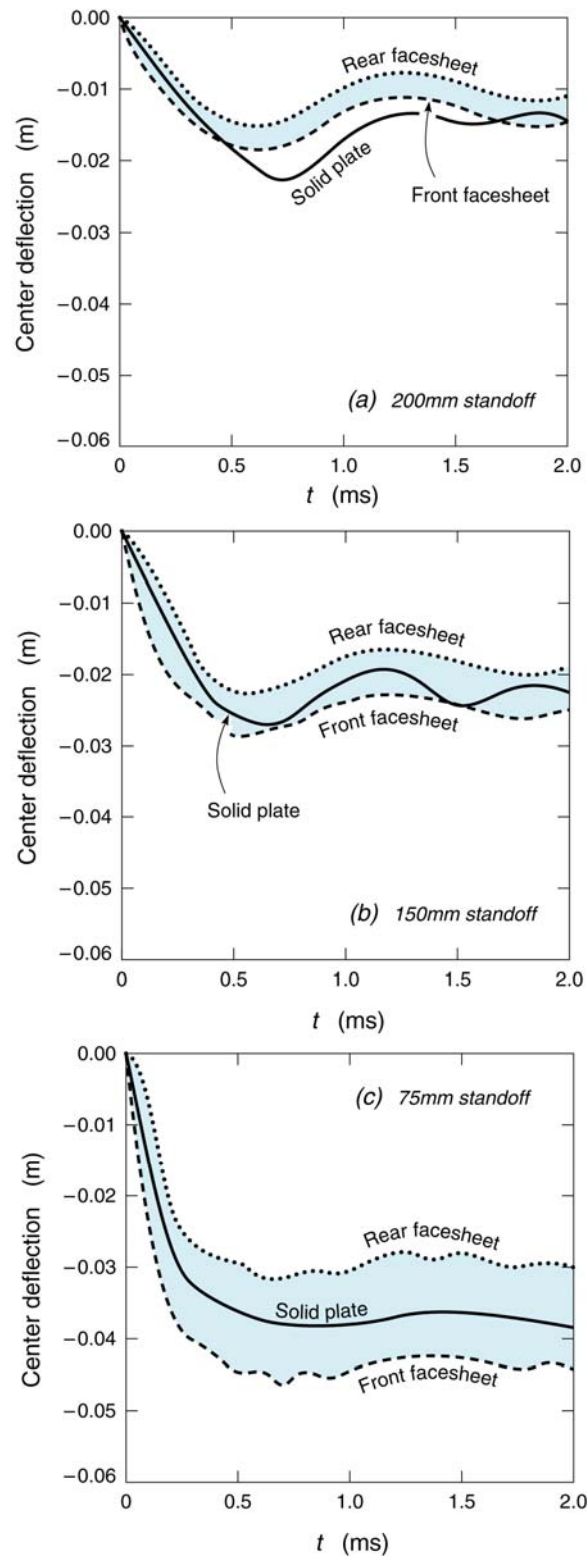 0.00
−0.01
−0.02
−0.03
−0.04
−0.05
−0.06
Center deflection (m)
Rear facesheet
Solid plate
Front facesheet
(a) 200mm standoff
0 0.5 1.0 1.5 2.0
t (ms)
0.00
−0.01
−0.02
−0.03
−0.04
−0.05
−0.06
Center deflection (m)
Rear facesheet
Front facesheet
Solid plate
(b) 150mm standoff
0 0.5 1.0 1.5 2.0
t (ms)
0.00
−0.01
−0.02
−0.03
−0.04
−0.05
−0.06
Center deflection (m)
(c) 75mm standoff
Rear facesheet
Solid plate
Front facesheet
0 0.5 1.0 1.5 2.0
t (ms)